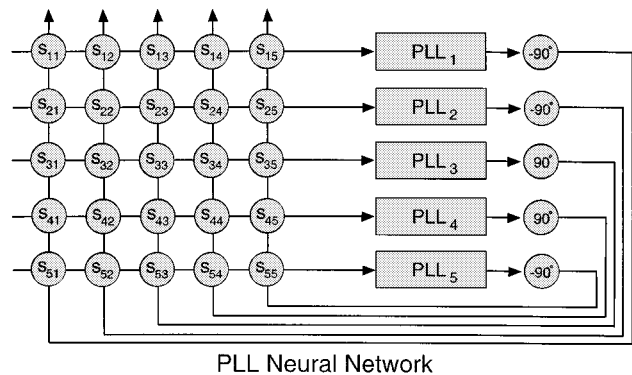 S11 S12 S13 S14 S15 PLL1 -90°
S21 S22 S23 S24 S25 PLL2 -90°
S31 S32 S33 S34 S35 PLL3 90°
S41 S42 S43 S44 S45 PLL4 90°
S51 S52 S53 S54 S55 PLL5 -90°
PLL Neural Network